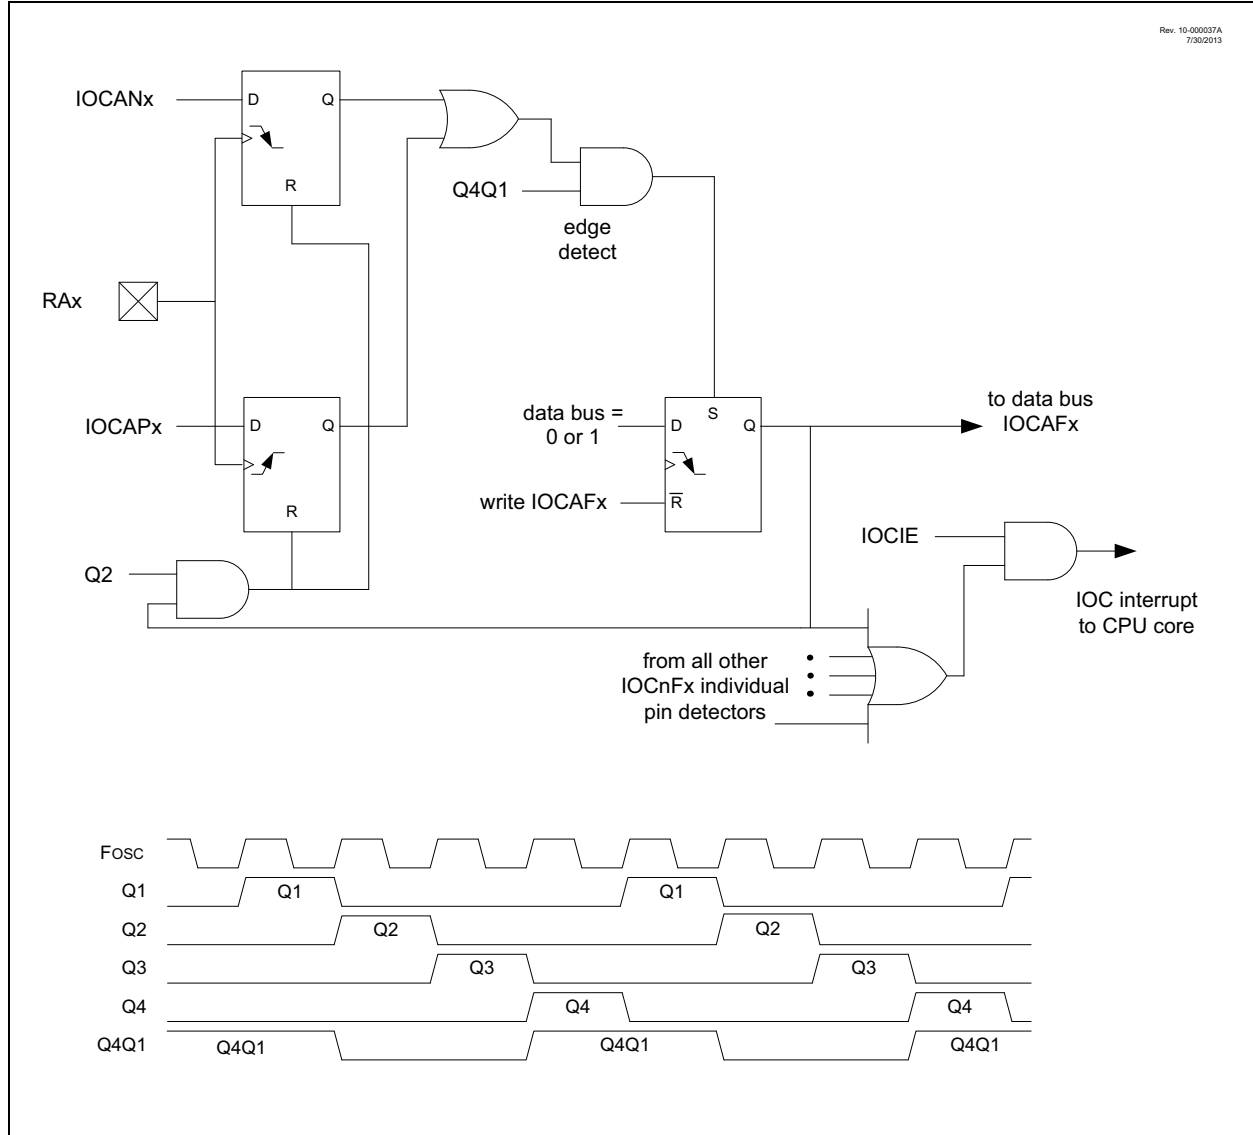 Rev. 10-000037A
7/30/2013
IOCANx
D
Q
R
Q4Q1
edge
detect
RAx
IOCAPx
D
Q
R
data bus =
0 or 1
S
D
Q
R
write IOCAFx
to data bus
IOCAFx
Q2
IOCIE
IOC interrupt
to CPU core
from all other
IOCnFx individual
pin detectors
FOSC
Q1
Q1
Q1
Q2
Q2
Q2
Q3
Q3
Q3
Q4
Q4
Q4
Q4Q1
Q4Q1
Q4Q1
Q4Q1